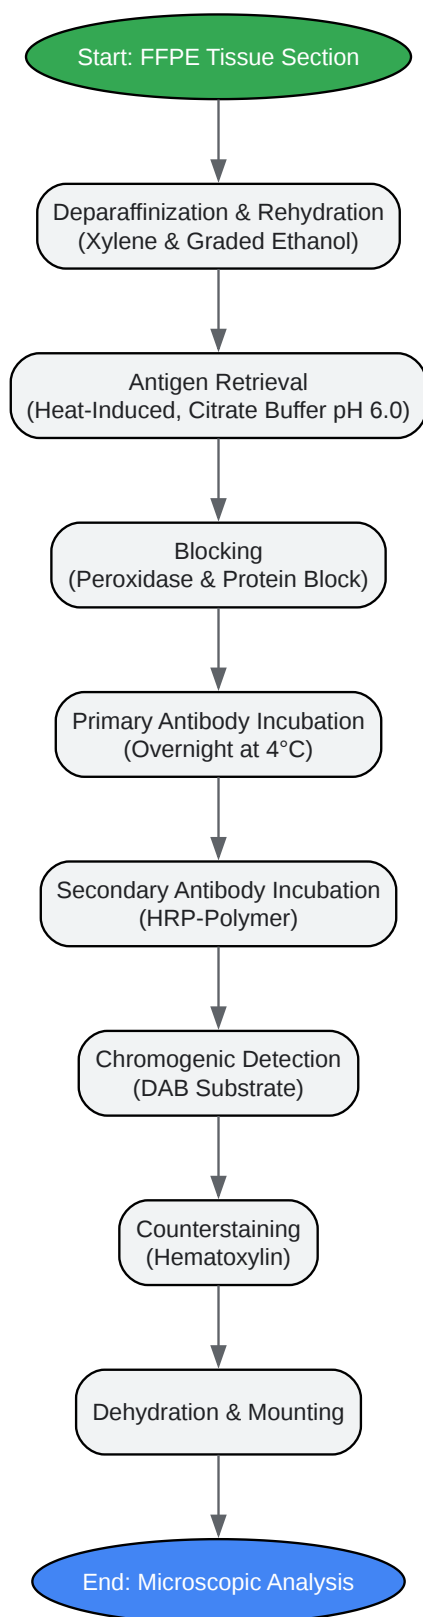 Start: FFPE Tissue Section
Deparaffinization & Rehydration
(Xylene & Graded Ethanol)
Antigen Retrieval
(Heat-Induced, Citrate Buffer pH 6.0)
Blocking
(Peroxidase & Protein Block)
Primary Antibody Incubation
(Overnight at 4°C)
Secondary Antibody Incubation
(HRP-Polymer)
Chromogenic Detection
(DAB Substrate)
Counterstaining
(Hematoxylin)
Dehydration & Mounting
End: Microscopic Analysis